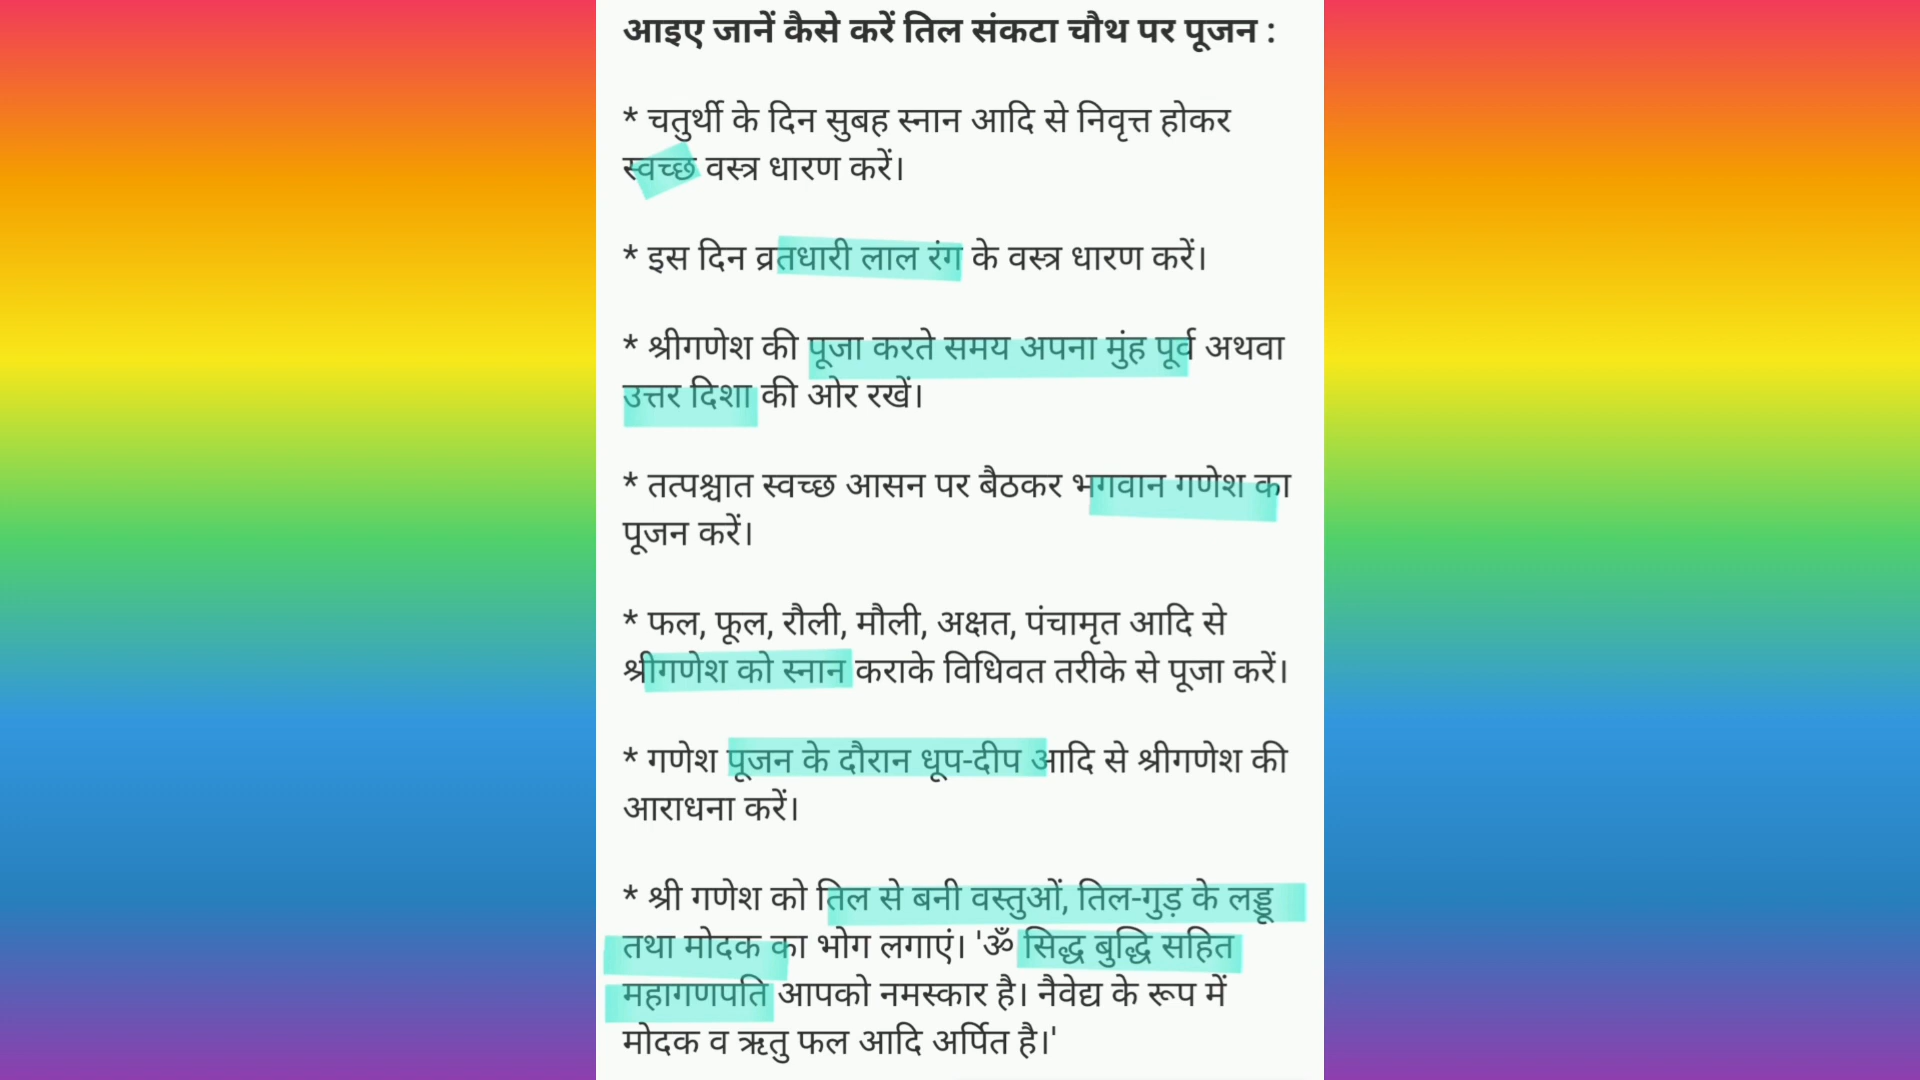 आइए जानें कैसे करें तिल संकटा चौथ पर पूजन :
* चतुर्थी के दिन सुबह स्नान आदि से निवृत्त होकर
स्वच्छ वस्त्र धारण करें।
* इस दिन व्रतधारी लाल रंग के वस्त्र धारण करें।
* श्रीगणेश की पूजा करते समय अपना मुंह पूर्व अथवा
उत्तर दिशा की ओर रखें।
* तत्पश्चात स्वच्छ आसन पर बैठकर भगवान गणेश का
पूजन करें।
* फल, फूल, रौली, मौली, अक्षत, पंचामृत आदि से
श्रीगणेश को स्नान कराके विधिवत तरीके से पूजा करें।
* गणेश पूजन के दौरान धूप-दीप आदि से श्रीगणेश की
आराधना करें।
* श्री गणेश को तिल से बनी वस्तुओं, तिल-गुड़ के लड्डू
तथा मोदक का भोग लगाएं। 'ॐ सिद्ध बुद्धि सहित
महागणपति आपको नमस्कार है। नैवेद्य के रूप में
मोदक व ऋतु फल आदि अर्पित है।'